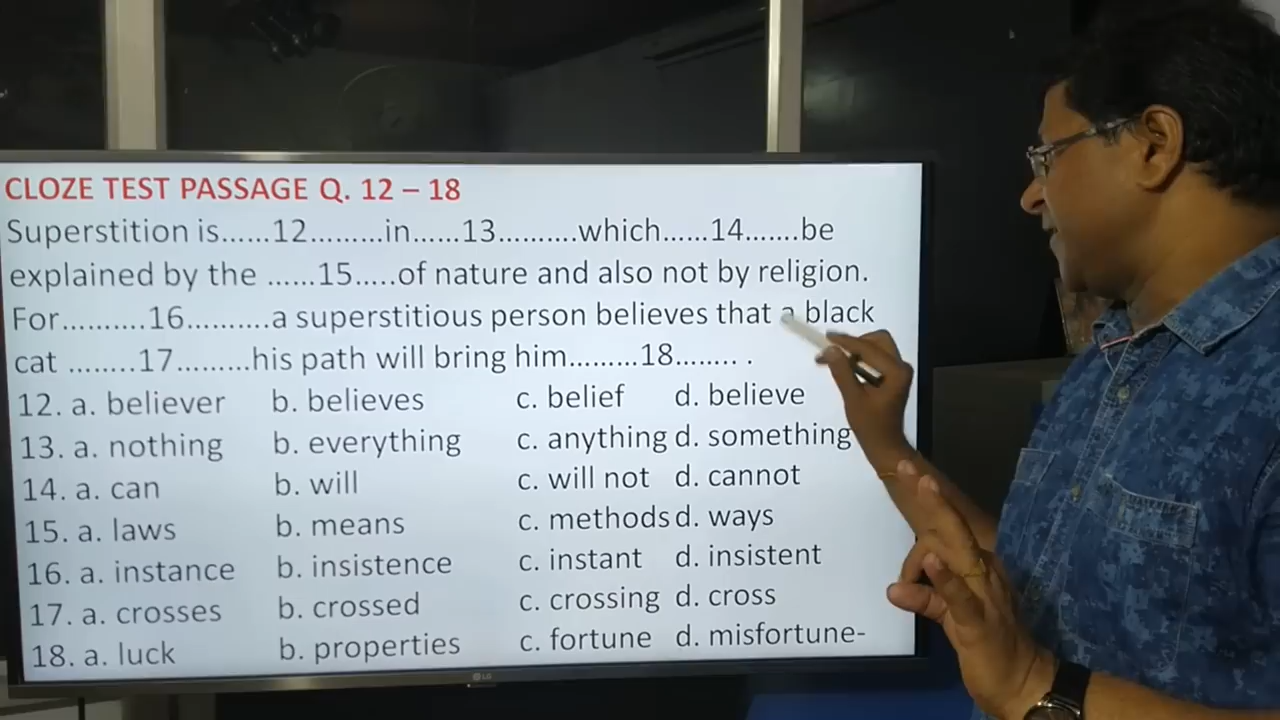 CLOZE TEST PASSAGE Q. 12 – 18
Superstition is......12.........in......13..........which......14.......be
explained by the ......15.....of nature and also not by religion.
For..........16..........a superstitious person believes that a black
cat ........17.........his path will bring him.........18........ .
12. a. believer b. believes c. belief d. believe
13. a. nothing b. everything c. anything d. something
14. a. can b. will c. will not d. cannot
15. a. laws b. means c. methods d. ways
16. a. instance b. insistence c. instant d. insistent
17. a. crosses b. crossed c. crossing d. cross
18. a. luck b. properties c. fortune d. misfortune-
LG